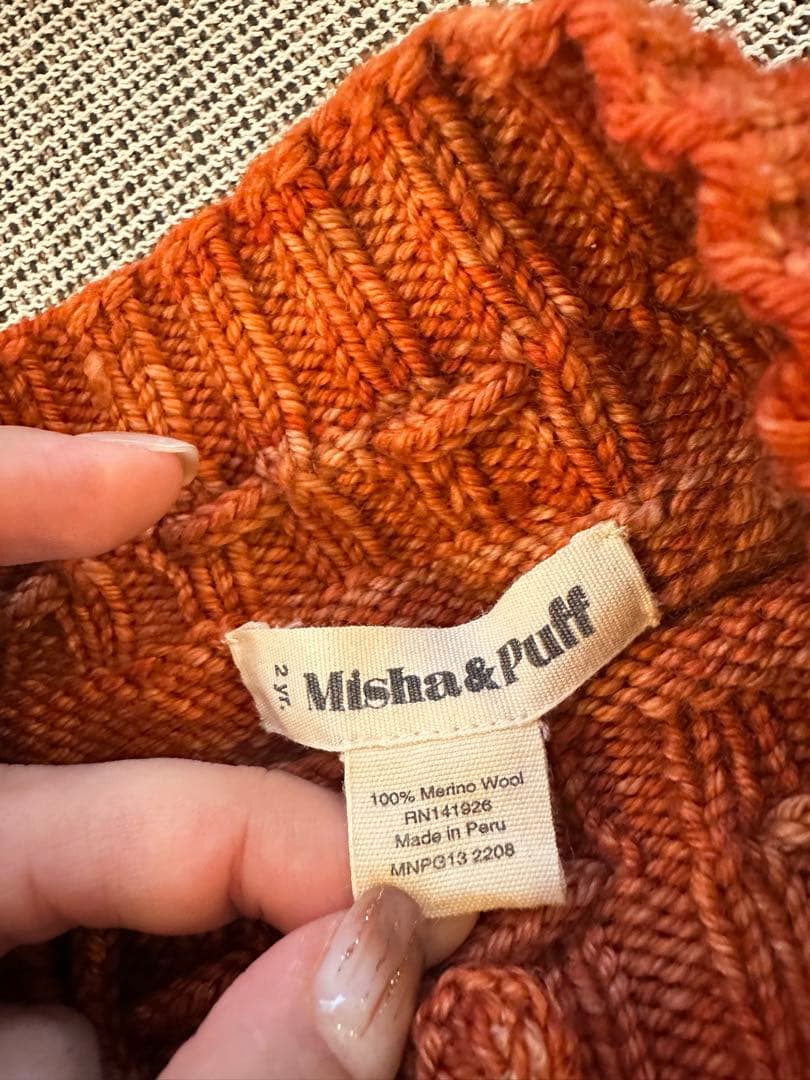 2 yr.
Misha&Puff
100% Merino Wool
RN141926
Made in Peru
MNPG13 2208